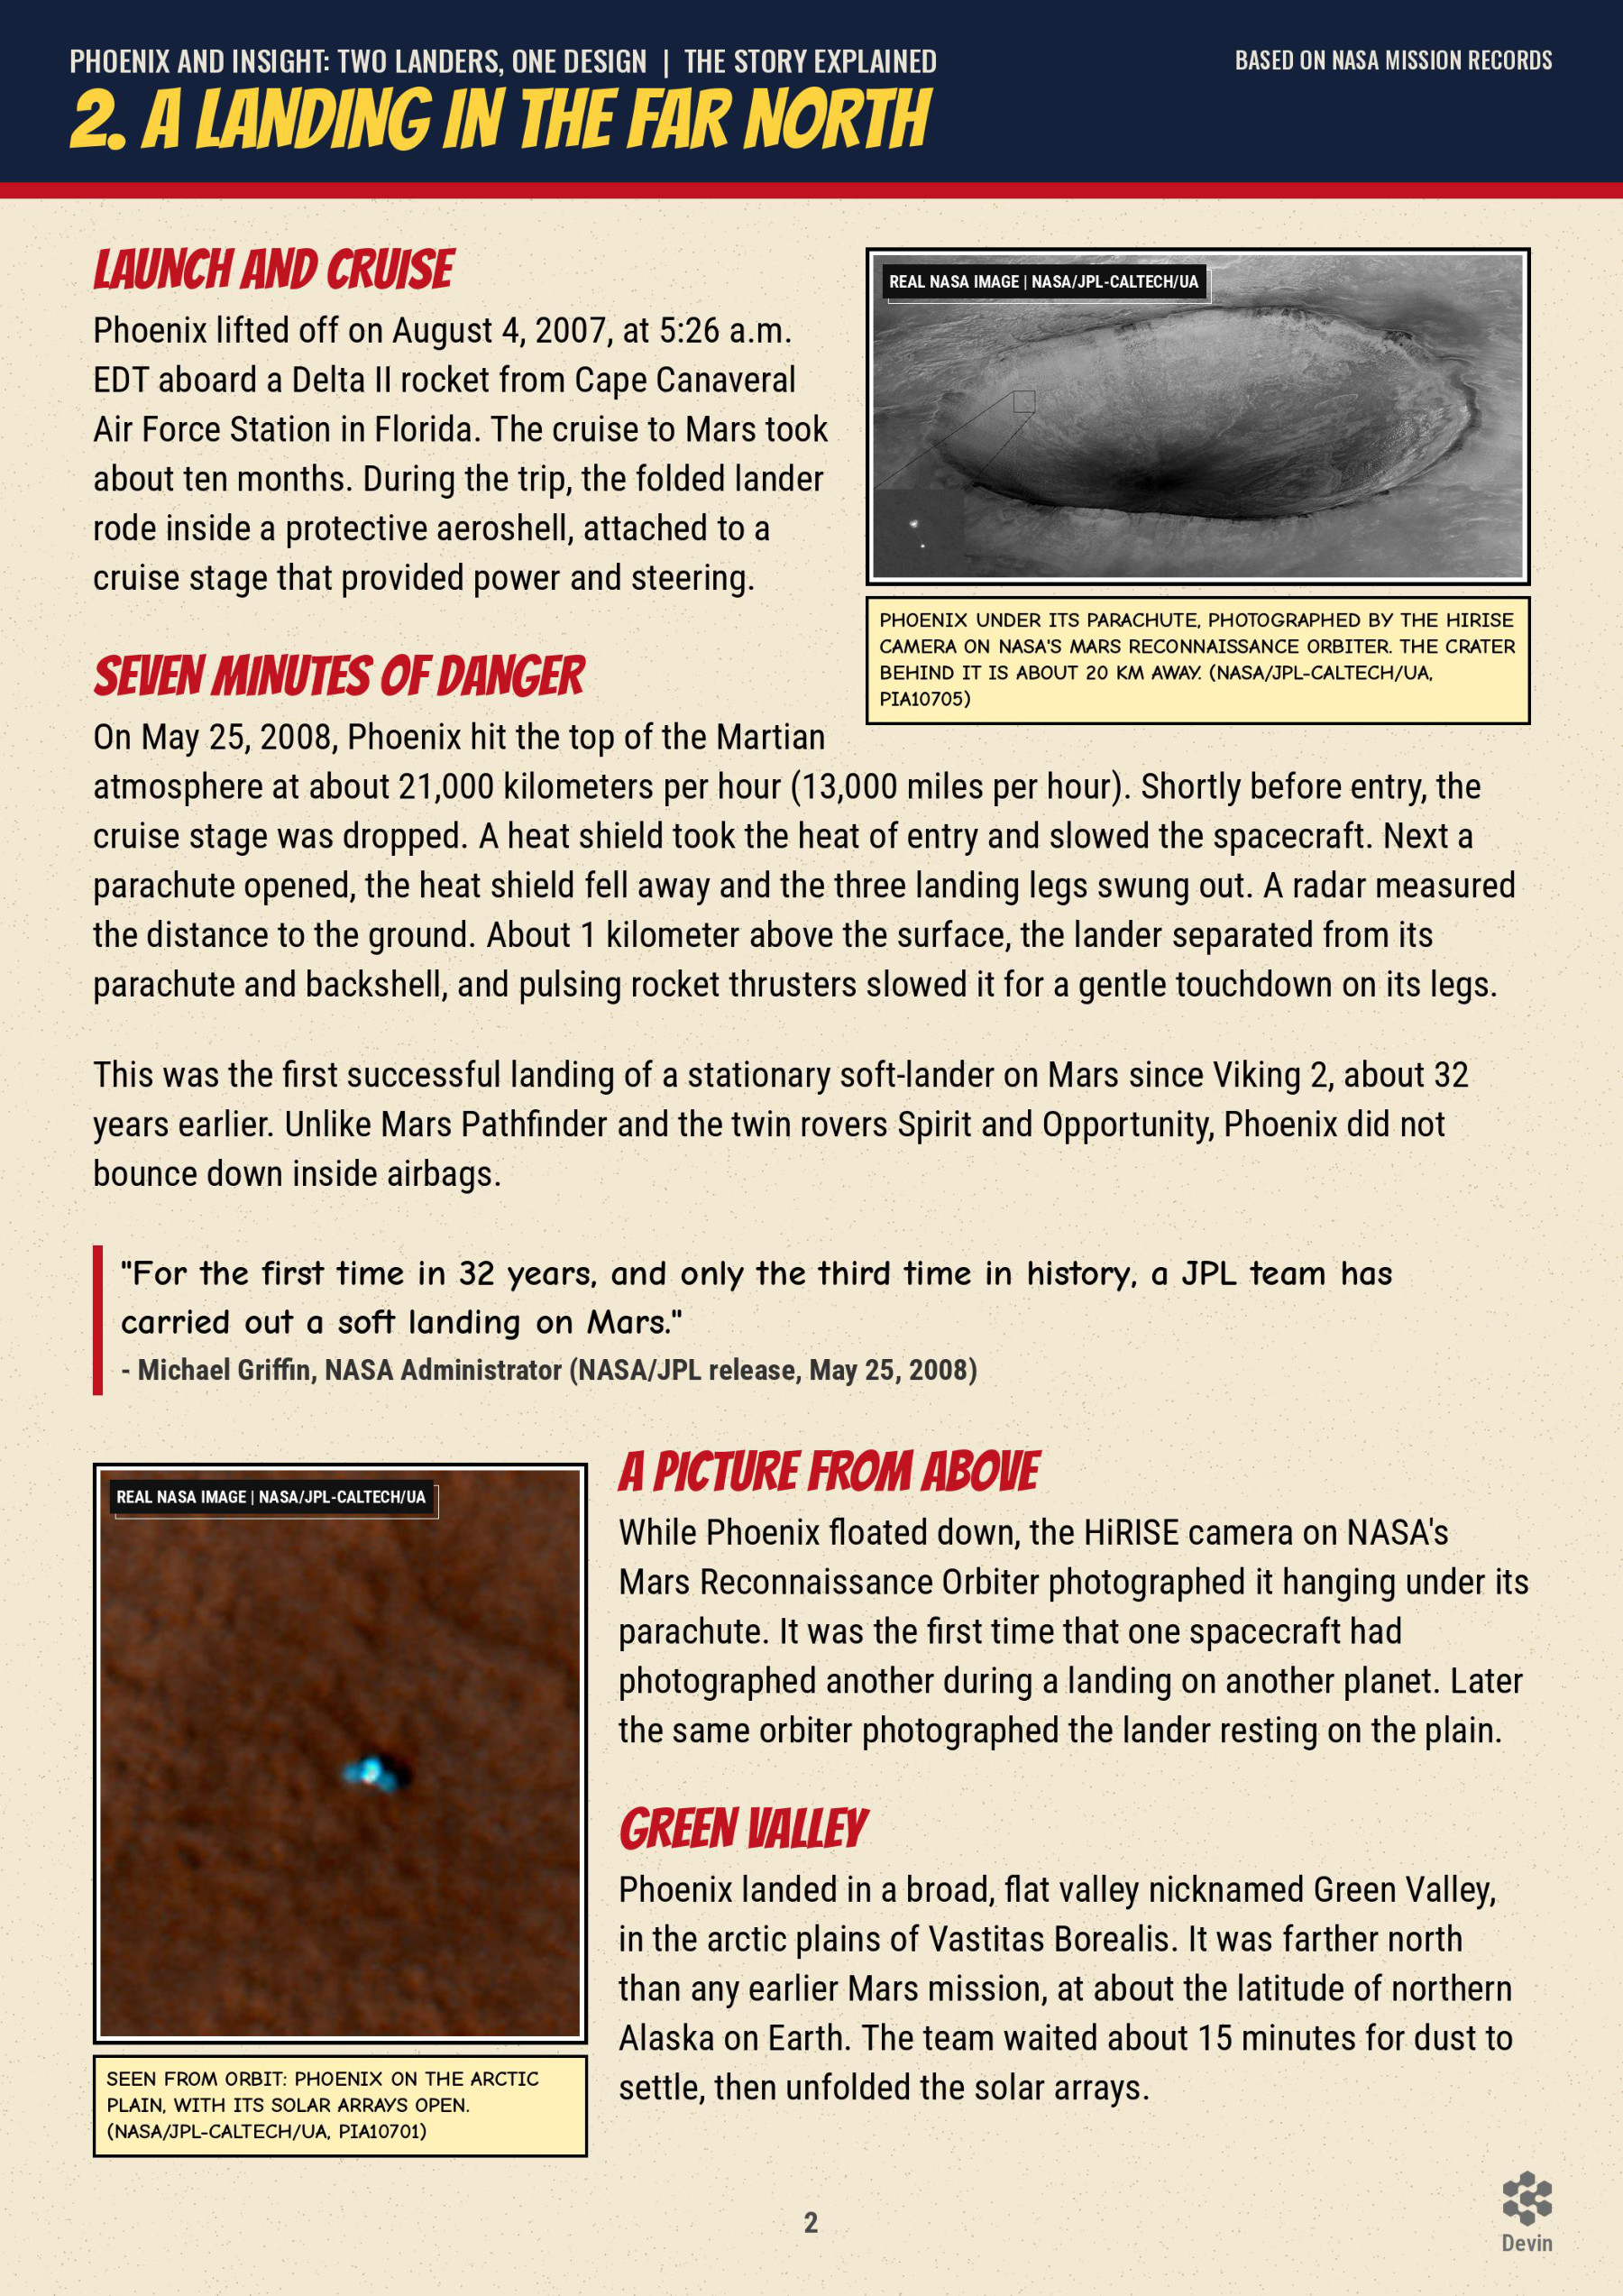 PHOENIX AND INSIGHT: TWO LANDERS, ONE DESIGN | THE STORY EXPLAINED
BASED ON NASA MISSION RECORDS
2. A LANDING IN THE FAR NORTH
LAUNCH AND CRUISE
Phoenix lifted off on August 4, 2007, at 5:26 a.m.
EDT aboard a Delta II rocket from Cape Canaveral
Air Force Station in Florida. The cruise to Mars took
about ten months. During the trip, the folded lander
rode inside a protective aeroshell, attached to a
cruise stage that provided power and steering.
REAL NASA IMAGE | NASA/JPL-CALTECH/UA
PHOENIX UNDER ITS PARACHUTE, PHOTOGRAPHED BY THE HIRISE
CAMERA ON NASA'S MARS RECONNAISSANCE ORBITER. THE CRATER
BEHIND IT IS ABOUT 20 KM AWAY. (NASA/JPL-CALTECH/UA,
PIA10705)
SEVEN MINUTES OF DANGER
On May 25, 2008, Phoenix hit the top of the Martian
atmosphere at about 21,000 kilometers per hour (13,000 miles per hour). Shortly before entry, the
cruise stage was dropped. A heat shield took the heat of entry and slowed the spacecraft. Next a
parachute opened, the heat shield fell away and the three landing legs swung out. A radar measured
the distance to the ground. About 1 kilometer above the surface, the lander separated from its
parachute and backshell, and pulsing rocket thrusters slowed it for a gentle touchdown on its legs.
This was the first successful landing of a stationary soft-lander on Mars since Viking 2, about 32
years earlier. Unlike Mars Pathfinder and the twin rovers Spirit and Opportunity, Phoenix did not
bounce down inside airbags.
"For the first time in 32 years, and only the third time in history, a JPL team has
carried out a soft landing on Mars."
- Michael Griffin, NASA Administrator (NASA/JPL release, May 25, 2008)
REAL NASA IMAGE | NASA/JPL-CALTECH/UA
SEEN FROM ORBIT: PHOENIX ON THE ARCTIC
PLAIN, WITH ITS SOLAR ARRAYS OPEN.
(NASA/JPL-CALTECH/UA, PIA10701)
A PICTURE FROM ABOVE
While Phoenix floated down, the HiRISE camera on NASA's
Mars Reconnaissance Orbiter photographed it hanging under its
parachute. It was the first time that one spacecraft had
photographed another during a landing on another planet. Later
the same orbiter photographed the lander resting on the plain.
GREEN VALLEY
Phoenix landed in a broad, flat valley nicknamed Green Valley,
in the arctic plains of Vastitas Borealis. It was farther north
than any earlier Mars mission, at about the latitude of northern
Alaska on Earth. The team waited about 15 minutes for dust to
settle, then unfolded the solar arrays.
2
Devin